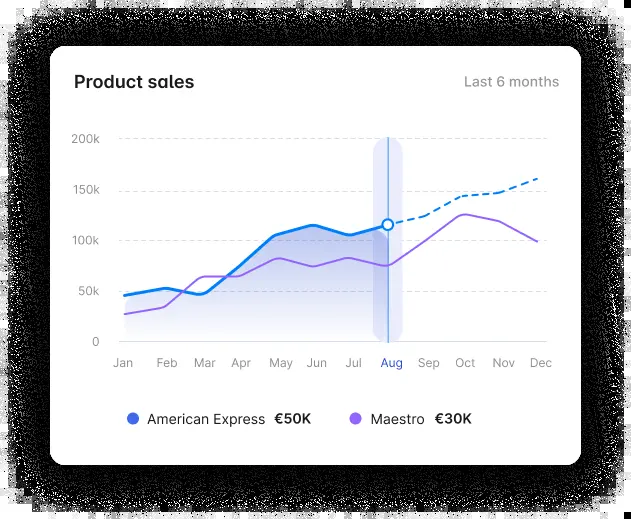 Product sales
Last 6 months
200k
150k
100k
50k
0
Jan Feb Mar Apr May Jun Jul Aug Sep Oct Nov Dec
American Express €50K Maestro €30K